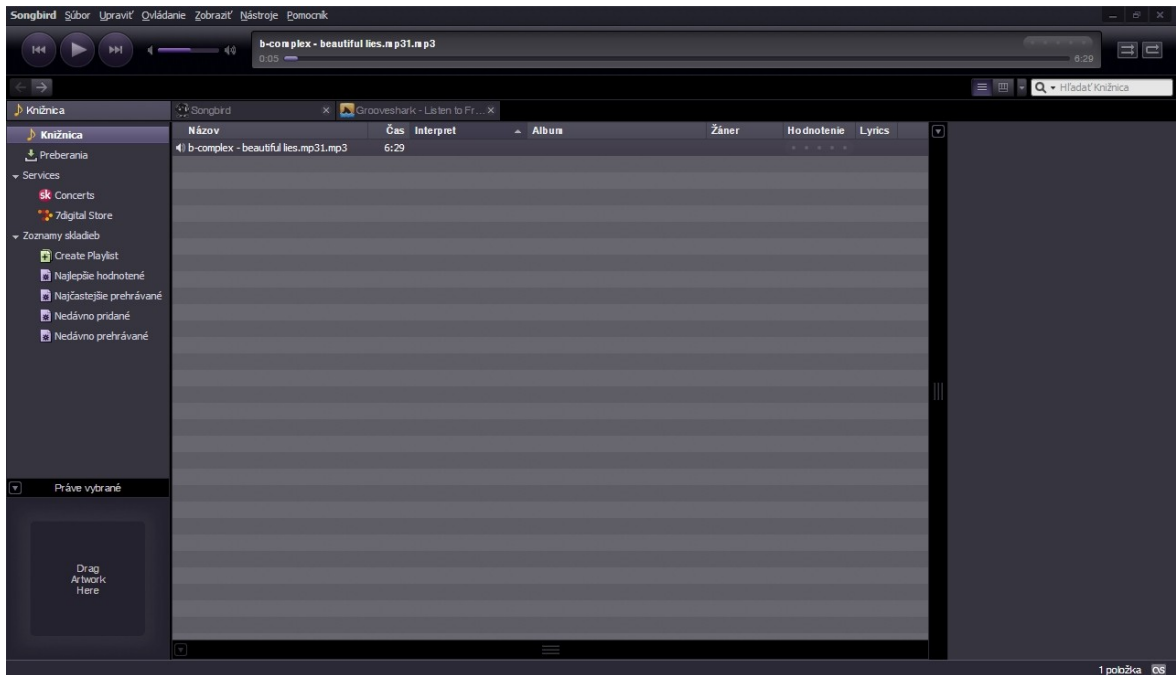 Songbird Súbor Upraviť Ovládanie Zobraziť Nástroje Pomocník
b-complex - beautiful lies.mp31.mp3
0:05 6:29
Hľadať Knižnica
Knižnica
Songbird
Grooveshark - Listen to Fr...
Knižnica
Preberania
Services
sk Concerts
7digital Store
Zoznamy skladieb
Create Playlist
Najlepšie hodnotené
Najčastejšie prehrávané
Nedávno pridané
Nedávno prehrávané
Názov Čas Interpret Album Žáner Hodnotenie Lyrics
b-complex - beautiful lies.mp31.mp3 6:29
Práve vybrané
Drag
Artwork
Here
1 položka os